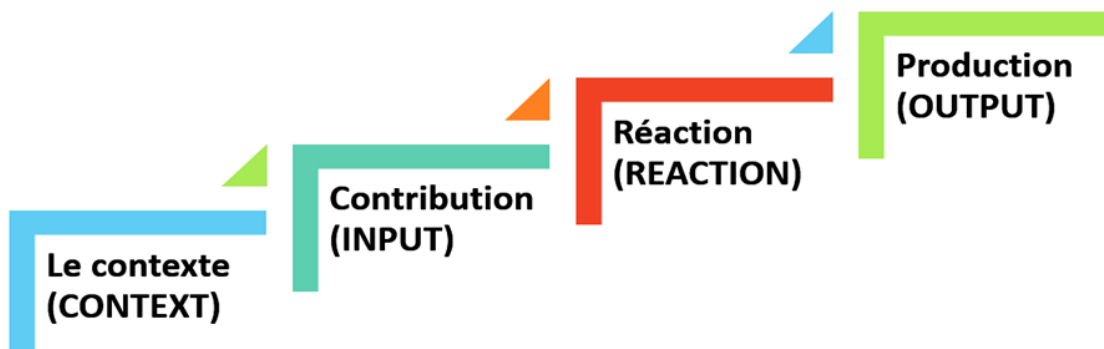 Le contexte
(CONTEXT)
Contribution
(INPUT)
Réaction
(REACTION)
Production
(OUTPUT)